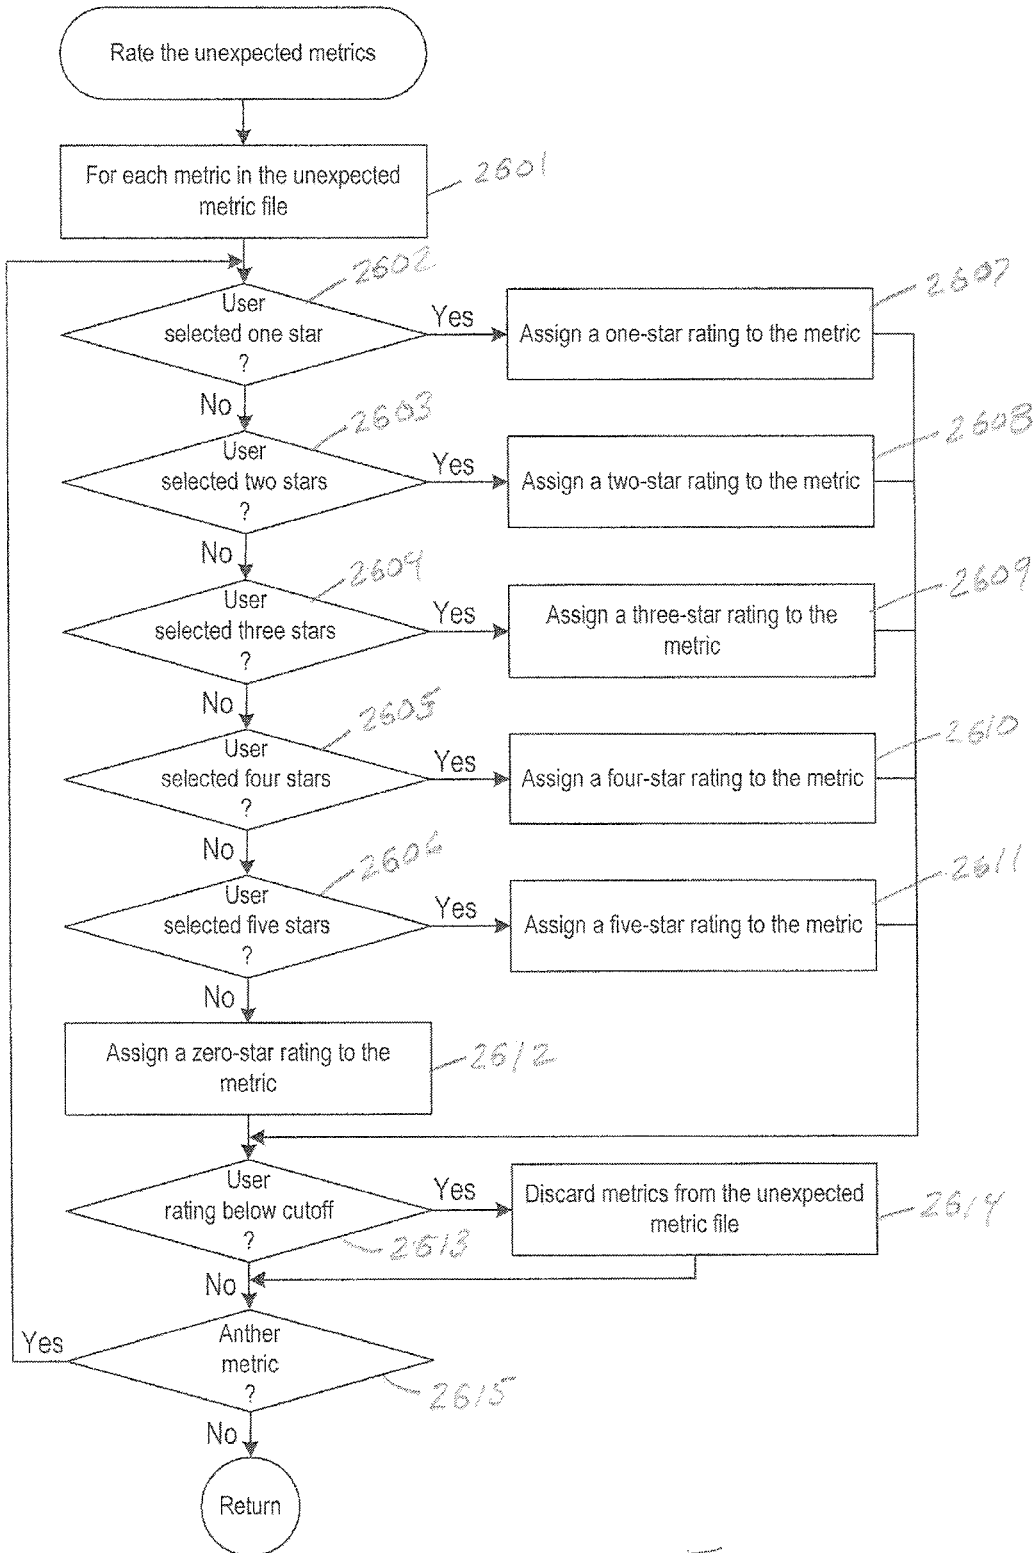 Rate the unexpected metrics
For each metric in the unexpected
metric file
2601
User
selected one star
?
2602
Yes
Assign a one-star rating to the metric
2607
No
User
selected two stars
?
2603
Yes
Assign a two-star rating to the metric
2608
No
User
selected three stars
?
2604
Yes
Assign a three-star rating to the
metric
2609
No
User
selected four stars
?
2605
Yes
Assign a four-star rating to the metric
2610
No
User
selected five stars
?
2606
Yes
Assign a five-star rating to the metric
2611
No
Assign a zero-star rating to the
metric
2612
User
rating below cutoff
?
2613
Yes
Discard metrics from the unexpected
metric file
2614
No
Anther
metric
?
2615
Yes
No
Return